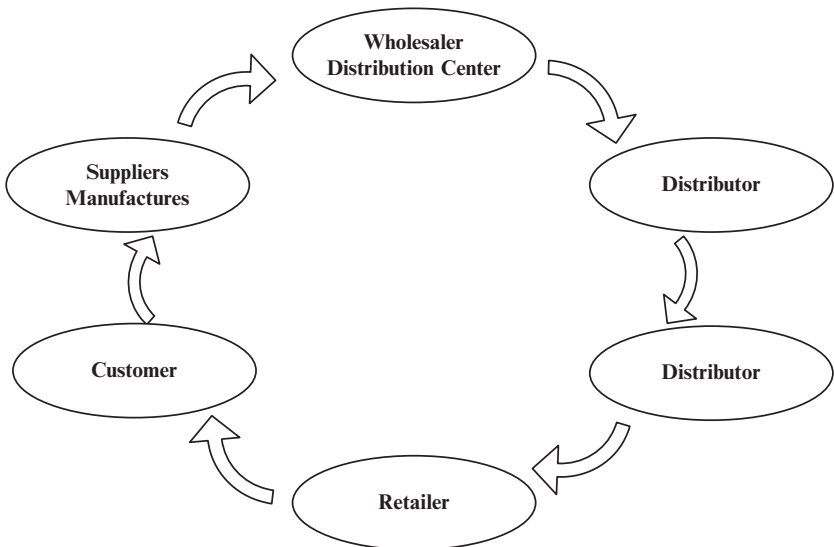 Wholesaler
Distribution Center
Suppliers
Manufactures
Distributor
Customer
Distributor
Retailer